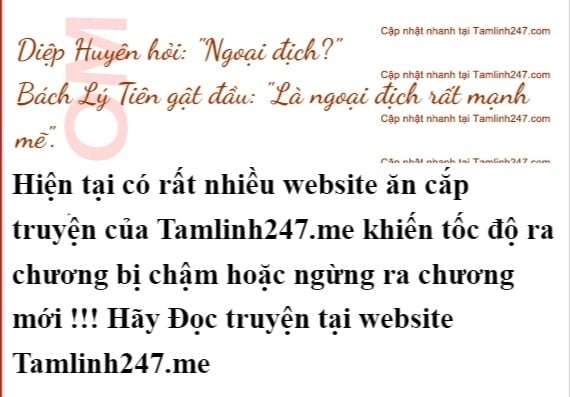 Cập nhật nhanh tại Tamlinh247.com
Diệp Huyên hỏi: "Ngoại địch?"
Cập nhật nhanh tại Tamlinh247.com
Bách Lý Tiên gật đầu: "Là ngoại địch rất mạnh
Cập nhật nhanh tại Tamlinh247.com
mẽ".
Cập nhật nhanh tại Tamlinh247.com
OM
Hiện tại có rất nhiều website ăn cắp
truyện của Tamlinh247.me khiến tốc độ ra
chương bị chậm hoặc ngừng ra chương
mới !!! Hãy Đọc truyện tại website
Tamlinh247.me